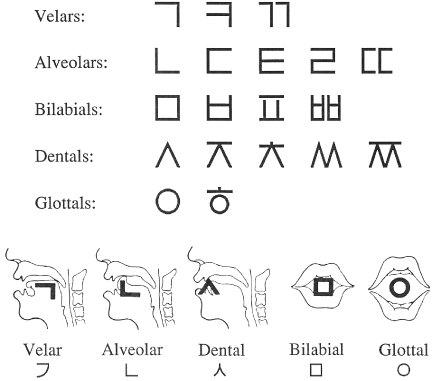 Velars: ㄱ ㅋ ㄲ
Alveolars: ㄴ ㄷ ㅌ ㄹ ㄸ
Bilabials: ㅁ ㅂ ㅍ ㅃ
Dentals: ㅅ ㅈ ㅊ ㅆ ㅉ
Glottals: ㅇ ㅎ
ㄱ ㄴ ㅅ ㅁ ㅇ
Velar Alveolar Dental Bilabial Glottal
ㄱ ㄴ ㅅ ㅁ ㅇ